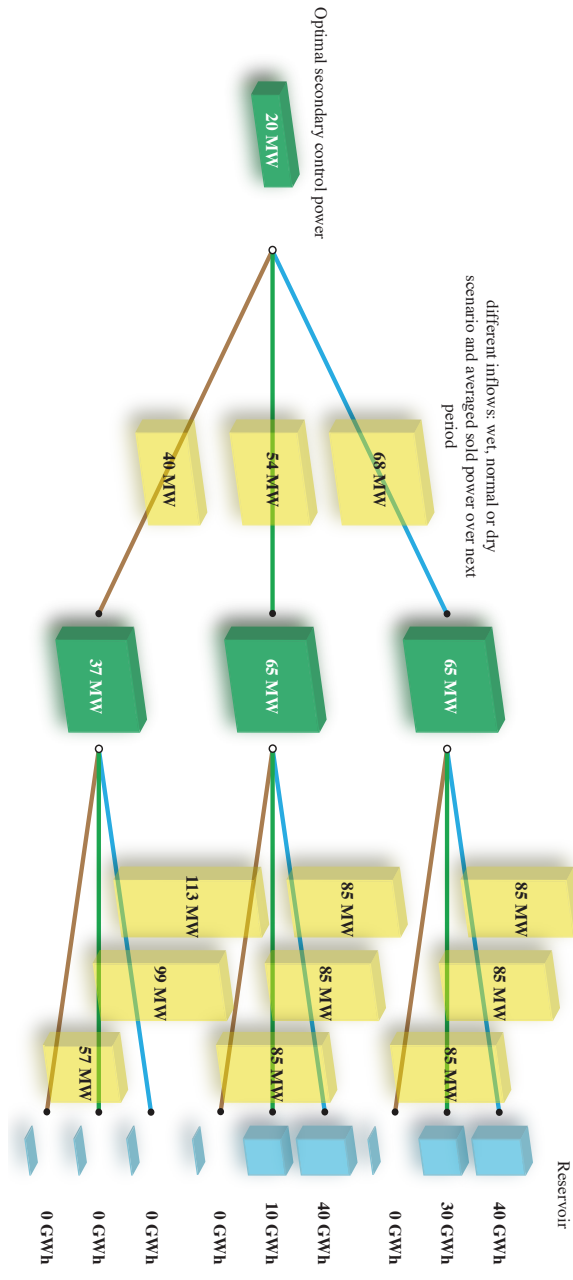 Optimal secondary control power
20 MW
different inflows: wet, normal or dry
scenario and averaged sold power over next
period
68 MW
54 MW
40 MW
65 MW
65 MW
37 MW
85 MW
85 MW
85 MW
85 MW
85 MW
85 MW
113 MW
99 MW
57 MW
Reservoir
40 GWh
30 GWh
0 GWh
40 GWh
10 GWh
0 GWh
0 GWh
0 GWh
0 GWh